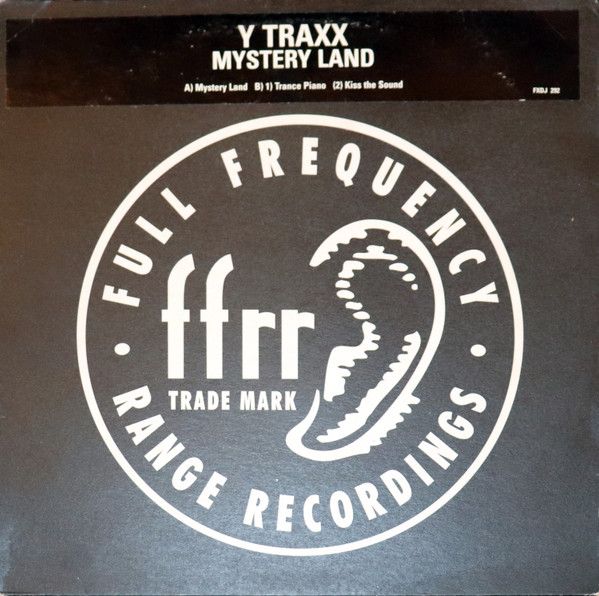 Y TRAXX
MYSTERY LAND
A) Mystery Land B) 1) Trance Piano (2) Kiss the Sound
FXDJ 292
FULL FREQUENCY
ffrr
TRADE MARK
RANGE RECORDINGS